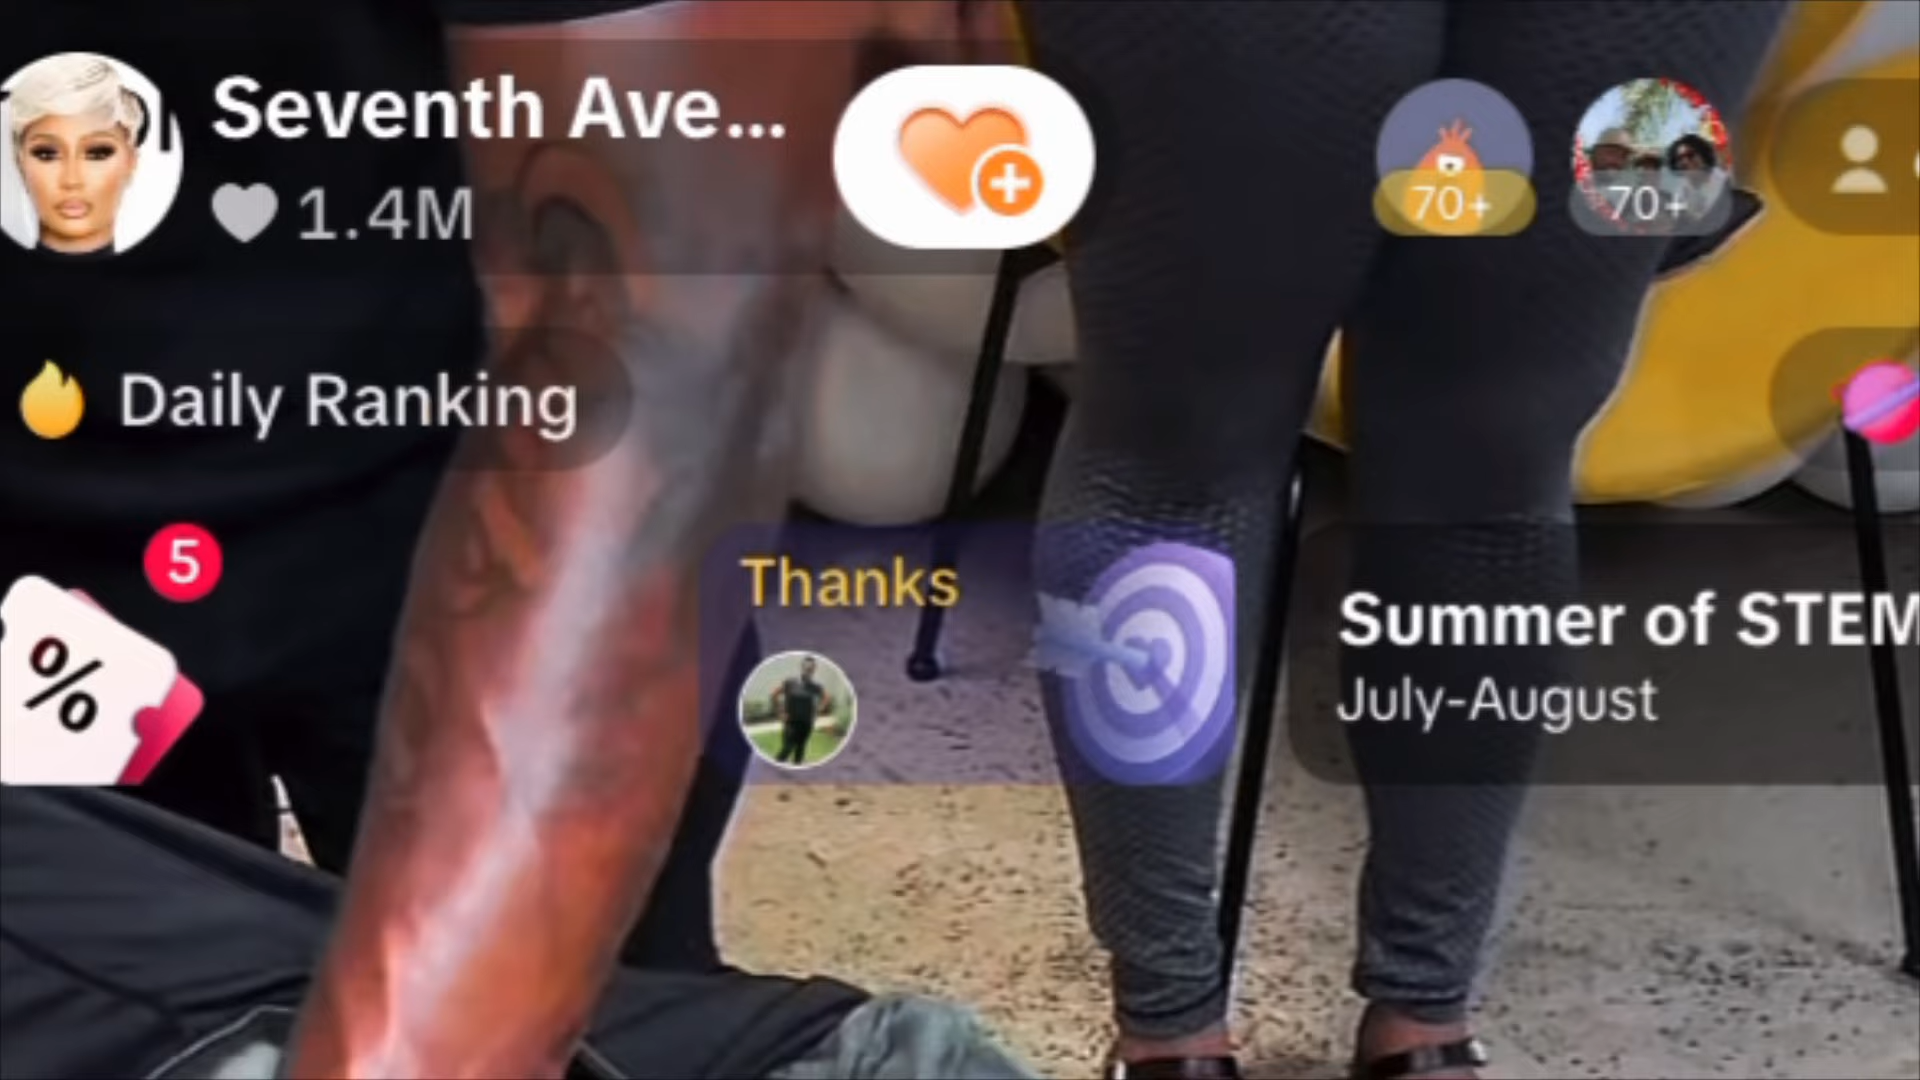 Seventh Ave...
1.4M
70+
70+
Daily Ranking
5
%
Thanks
Summer of STEM
July-August